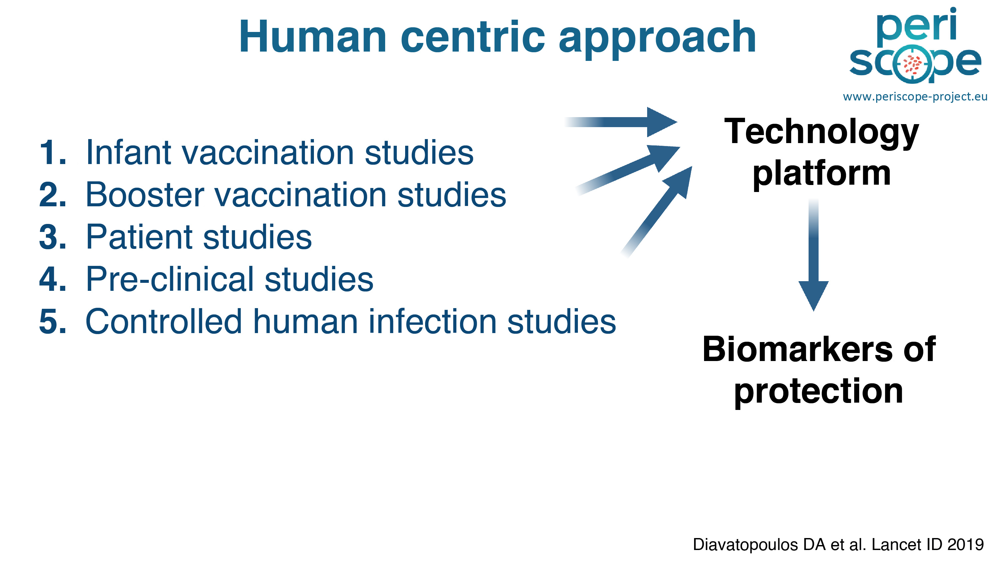 Human centric approach
peri
scope
www.periscope-project.eu
1. Infant vaccination studies
2. Booster vaccination studies
3. Patient studies
4. Pre-clinical studies
5. Controlled human infection studies
Technology
platform
Biomarkers of
protection
Diavatopoulos DA et al. Lancet ID 2019